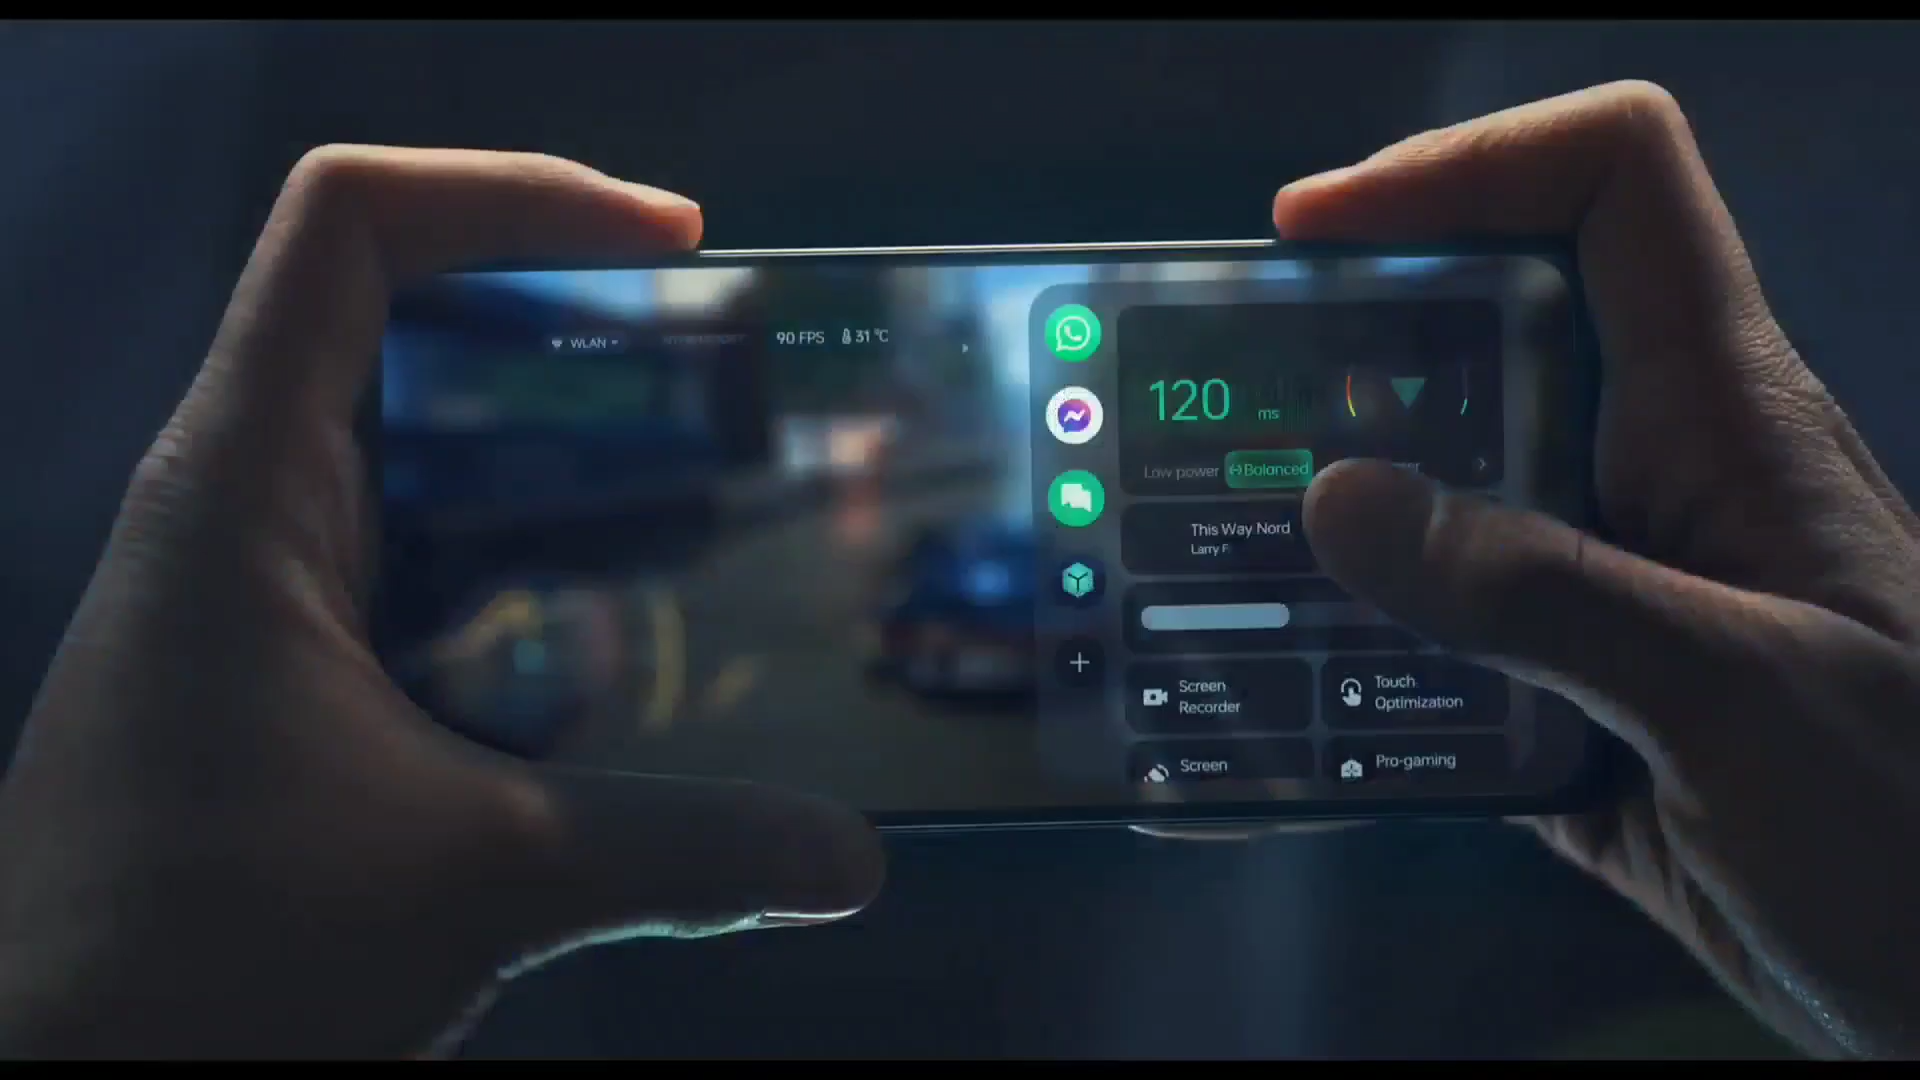 WLAN
90 FPS
31 °C
120
ms
Low power
Balanced
This Way Nord
Larry F
Screen
Recorder
Touch
Optimization
Screen
Pro-gaming